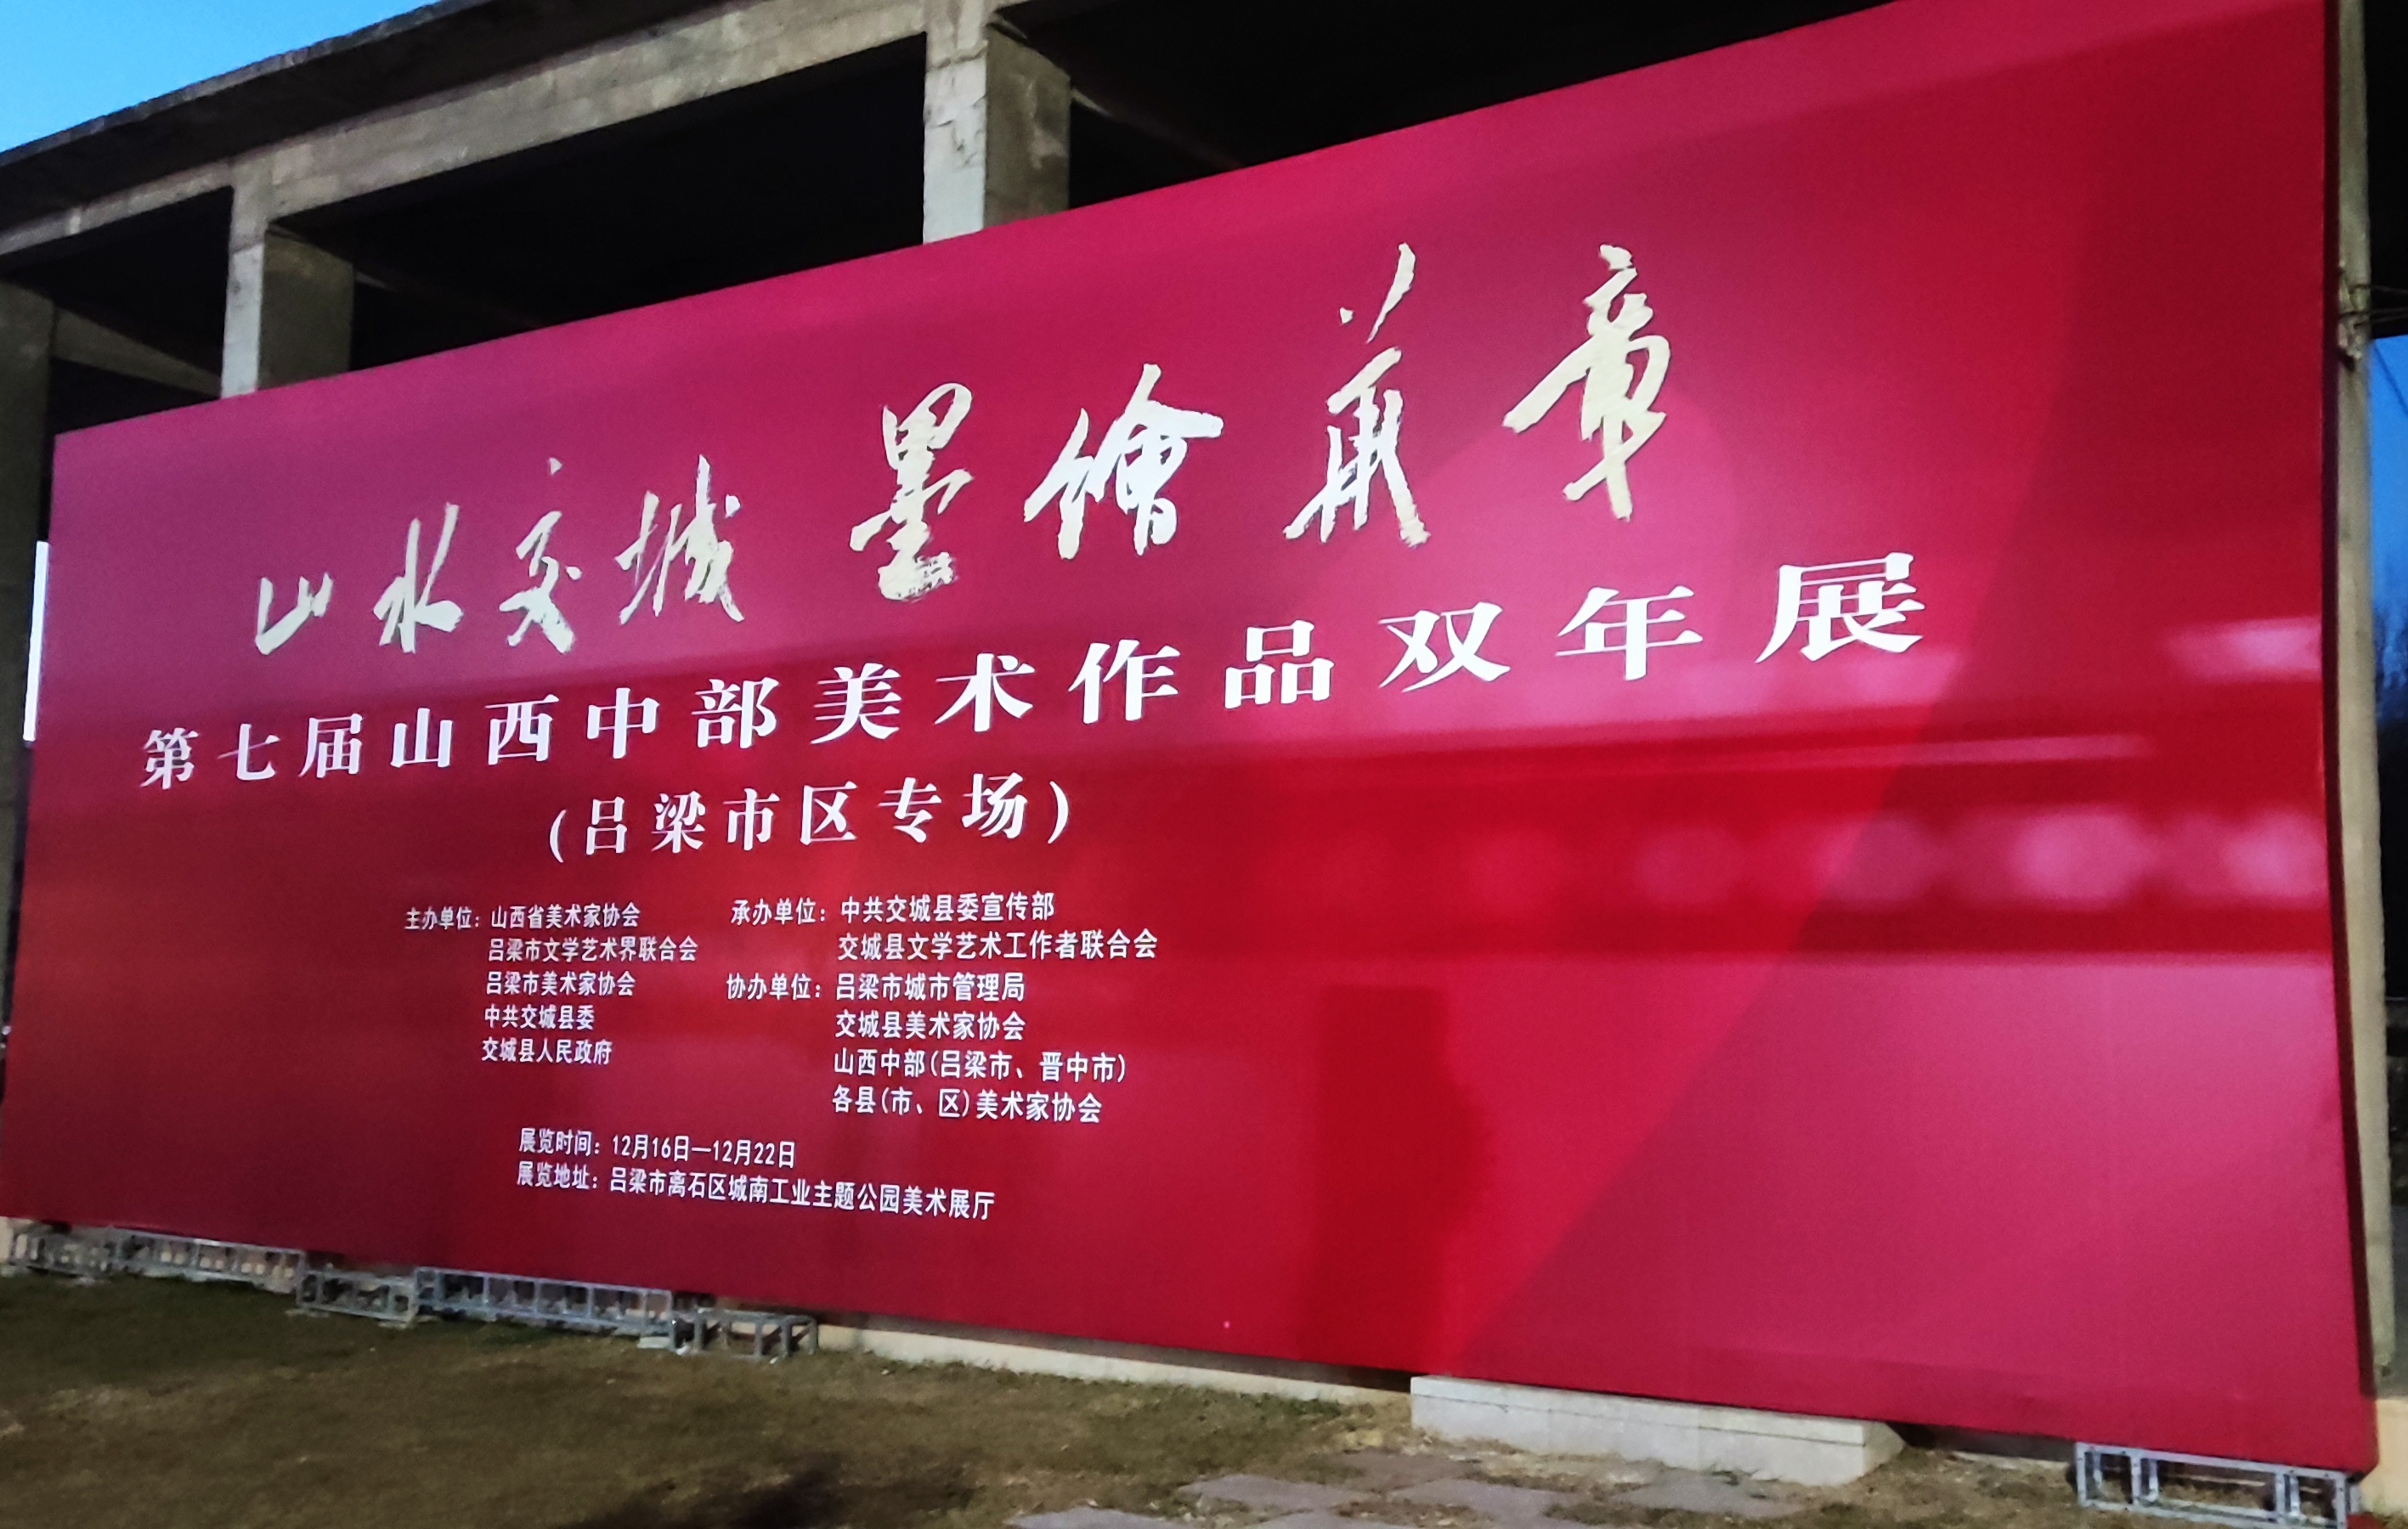 山水交城 墨繪華章
第七届山西中部美术作品双年展
(吕梁市区专场)
主办单位：山西省美术家协会
吕梁市文学艺术界联合会
吕梁市美术家协会
中共交城县委
交城县人民政府
承办单位：中共交城县委宣传部
交城县文学艺术工作者联合会
协办单位：吕梁市城市管理局
交城县美术家协会
山西中部(吕梁市、晋中市)
各县(市、区)美术家协会
展览时间：12月16日—12月22日
展览地址：吕梁市离石区城南工业主题公园美术展厅